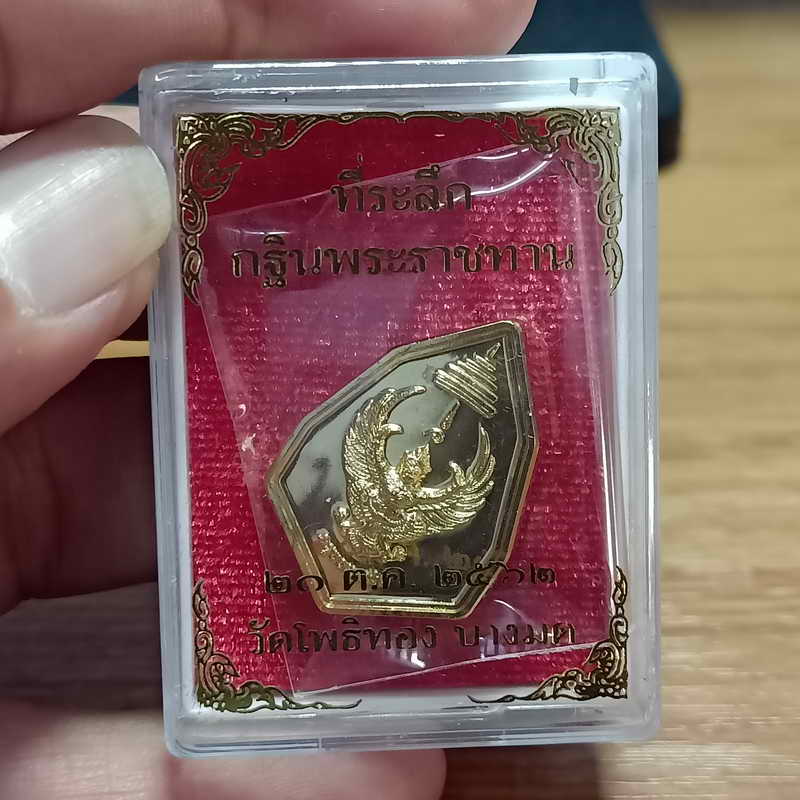 ที่ระลึก
กฐินพระราชทาน
๒๑ ต.ค. ๒๕๖๒
วัดโพธิทอง บางมด